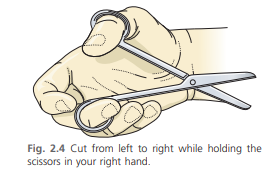 Fig. 2.4 Cut from left to right while holding the
scissors in your right hand.